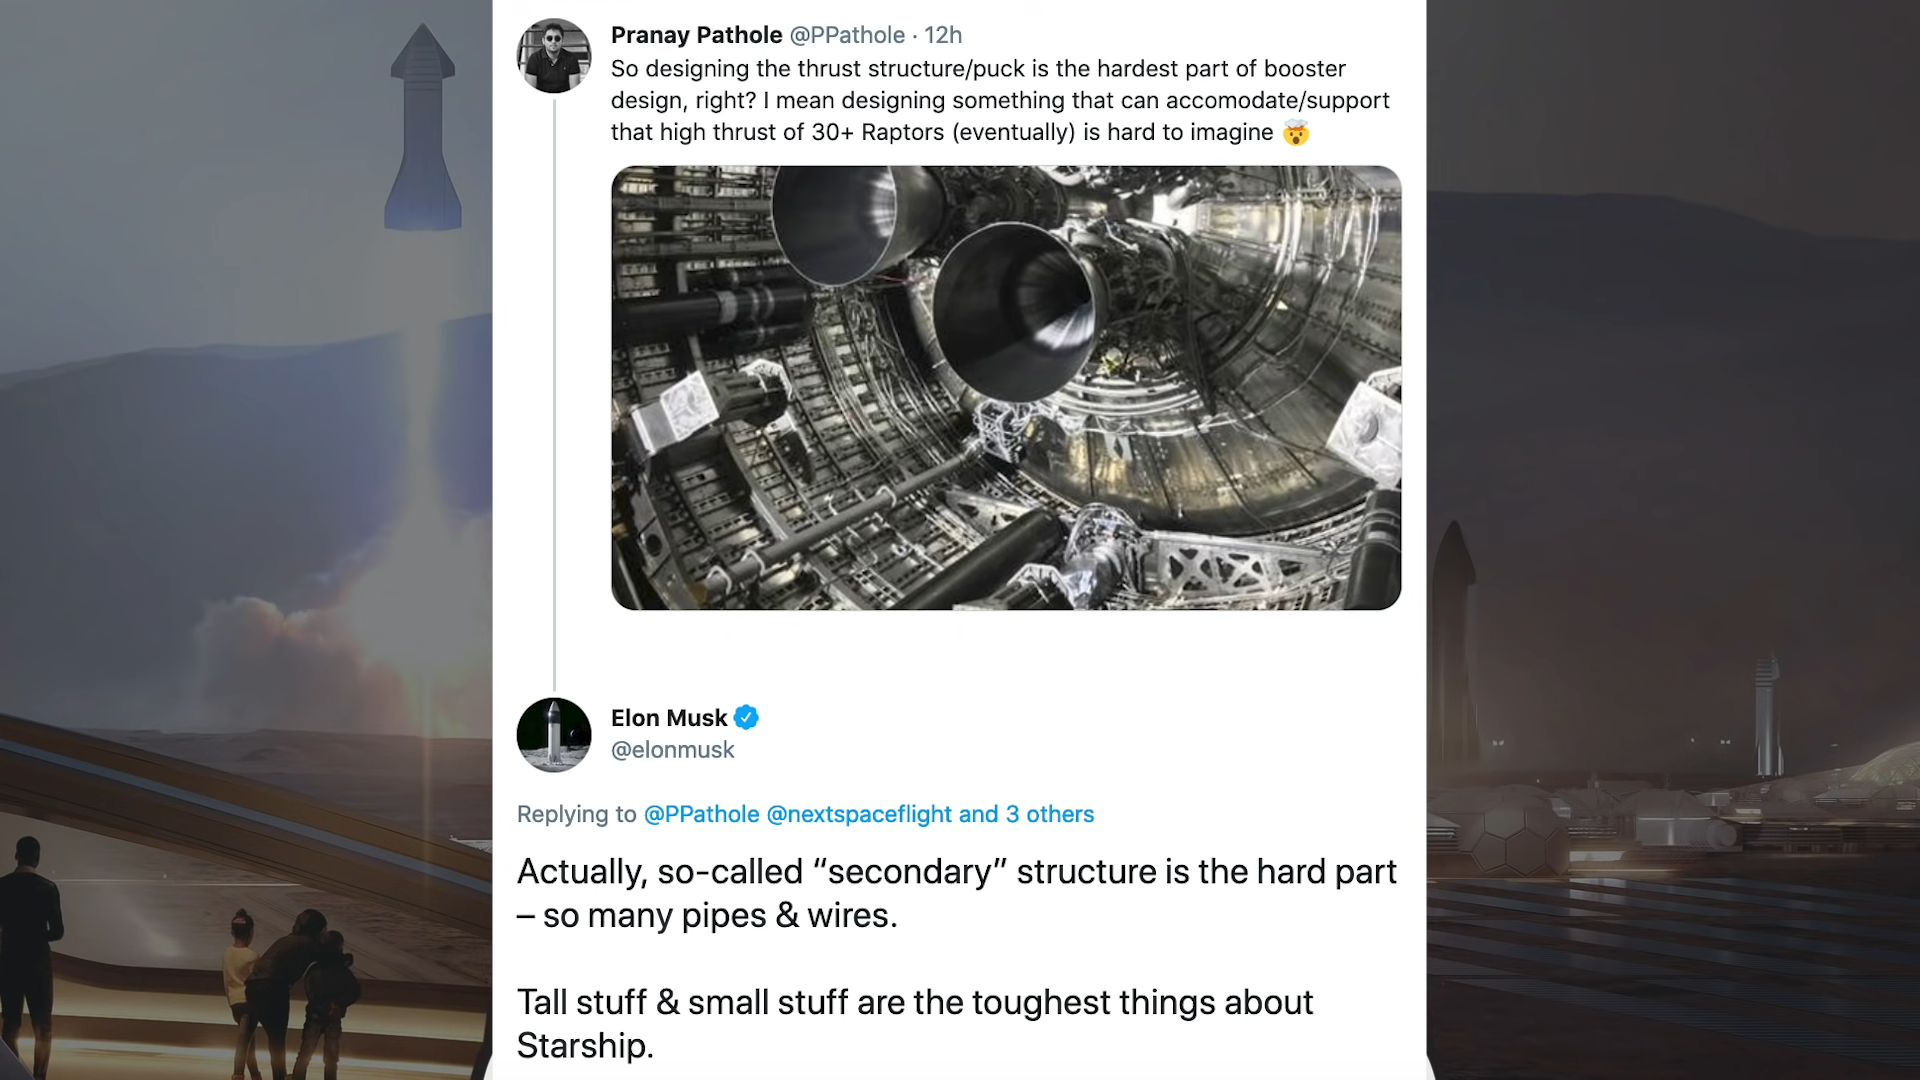 Pranay Pathole @PPathole · 12h
So designing the thrust structure/puck is the hardest part of booster
design, right? I mean designing something that can accomodate/support
that high thrust of 30+ Raptors (eventually) is hard to imagine 🤯
Elon Musk
@elonmusk
Replying to @PPathole @nextspaceflight and 3 others
Actually, so-called “secondary” structure is the hard part
– so many pipes & wires.
Tall stuff & small stuff are the toughest things about
Starship.